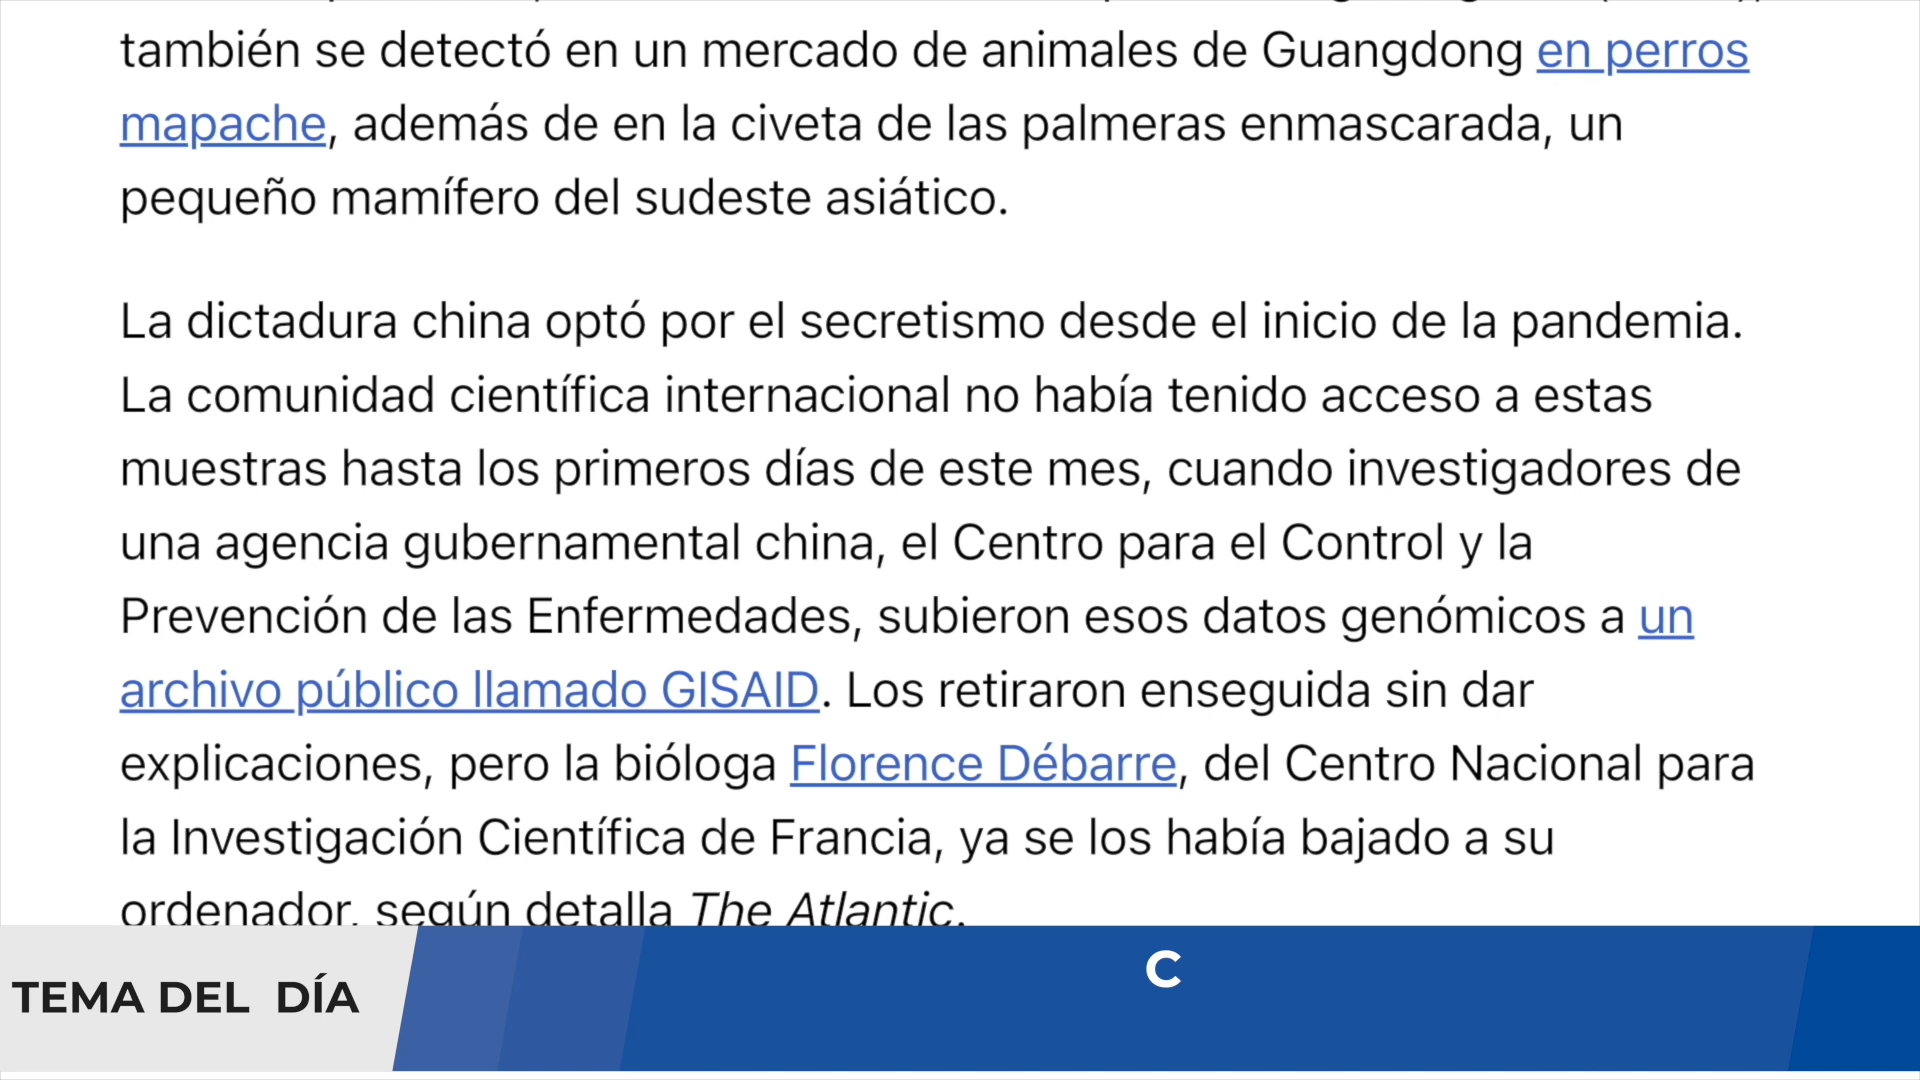 también se detectó en un mercado de animales de Guangdong en perros
mapache, además de en la civeta de las palmeras enmascarada, un
pequeño mamífero del sudeste asiático.
La dictadura china optó por el secretismo desde el inicio de la pandemia.
La comunidad científica internacional no había tenido acceso a estas
muestras hasta los primeros días de este mes, cuando investigadores de
una agencia gubernamental china, el Centro para el Control y la
Prevención de las Enfermedades, subieron esos datos genómicos a un
archivo público llamado GISAID. Los retiraron enseguida sin dar
explicaciones, pero la bióloga Florence Débarre, del Centro Nacional para
la Investigación Científica de Francia, ya se los había bajado a su
ordenador, según detalla The Atlantic.
TEMA DEL DÍA
C